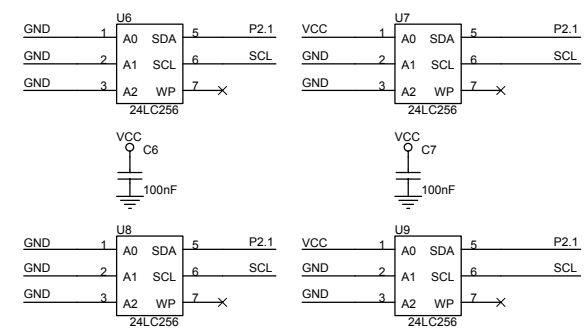 U6 U7
GND 1 A0 SDA 5 P2.1 VCC 1 A0 SDA 5 P2.1
GND 2 A1 SCL 6 SCL GND 2 A1 SCL 6 SCL
GND 3 A2 WP 7 GND 3 A2 WP 7
24LC256 24LC256
VCC VCC
C6 C7
100nF 100nF
U8 U9
GND 1 A0 SDA 5 P2.1 VCC 1 A0 SDA 5 P2.1
GND 2 A1 SCL 6 SCL GND 2 A1 SCL 6 SCL
GND 3 A2 WP 7 GND 3 A2 WP 7
24LC256 24LC256